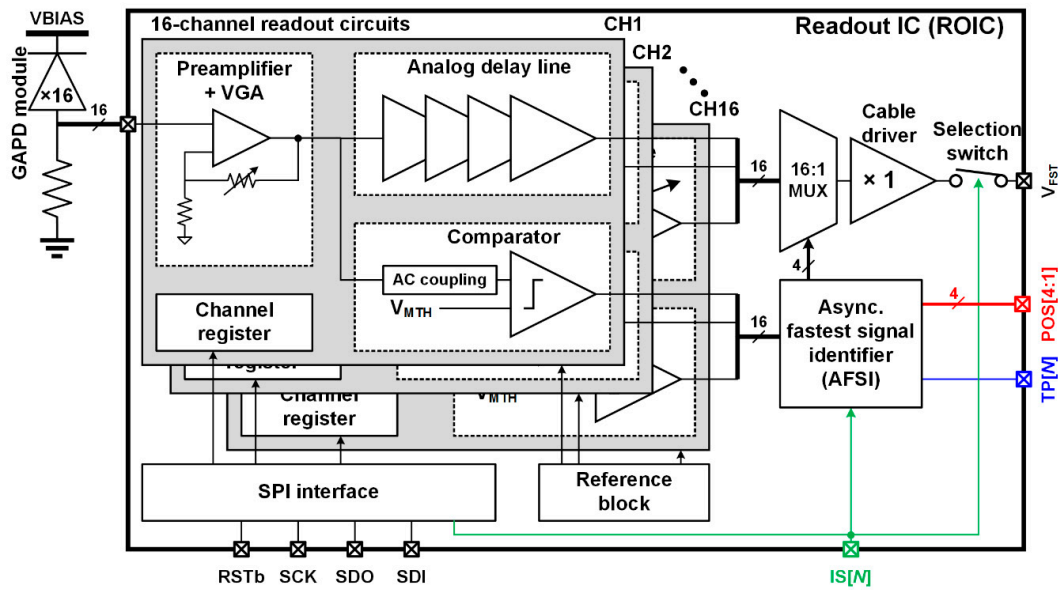 VBIAS
16-channel readout circuits
CH1
Readout IC (ROIC)
CH2
CH16
GAPD module
×16
16
Preamplifier
+ VGA
Analog delay line
Cable
driver
Selection
switch
16
16:1
MUX
× 1
V_FST
Comparator
AC coupling
V_MTH
4
16
Async.
fastest signal
identifier
(AFSI)
4
POS[4:1]
TP[N]
Channel
register
register
Channel
register
V_MTH
SPI interface
Reference
block
RSTb
SCK
SDO
SDI
IS[N]